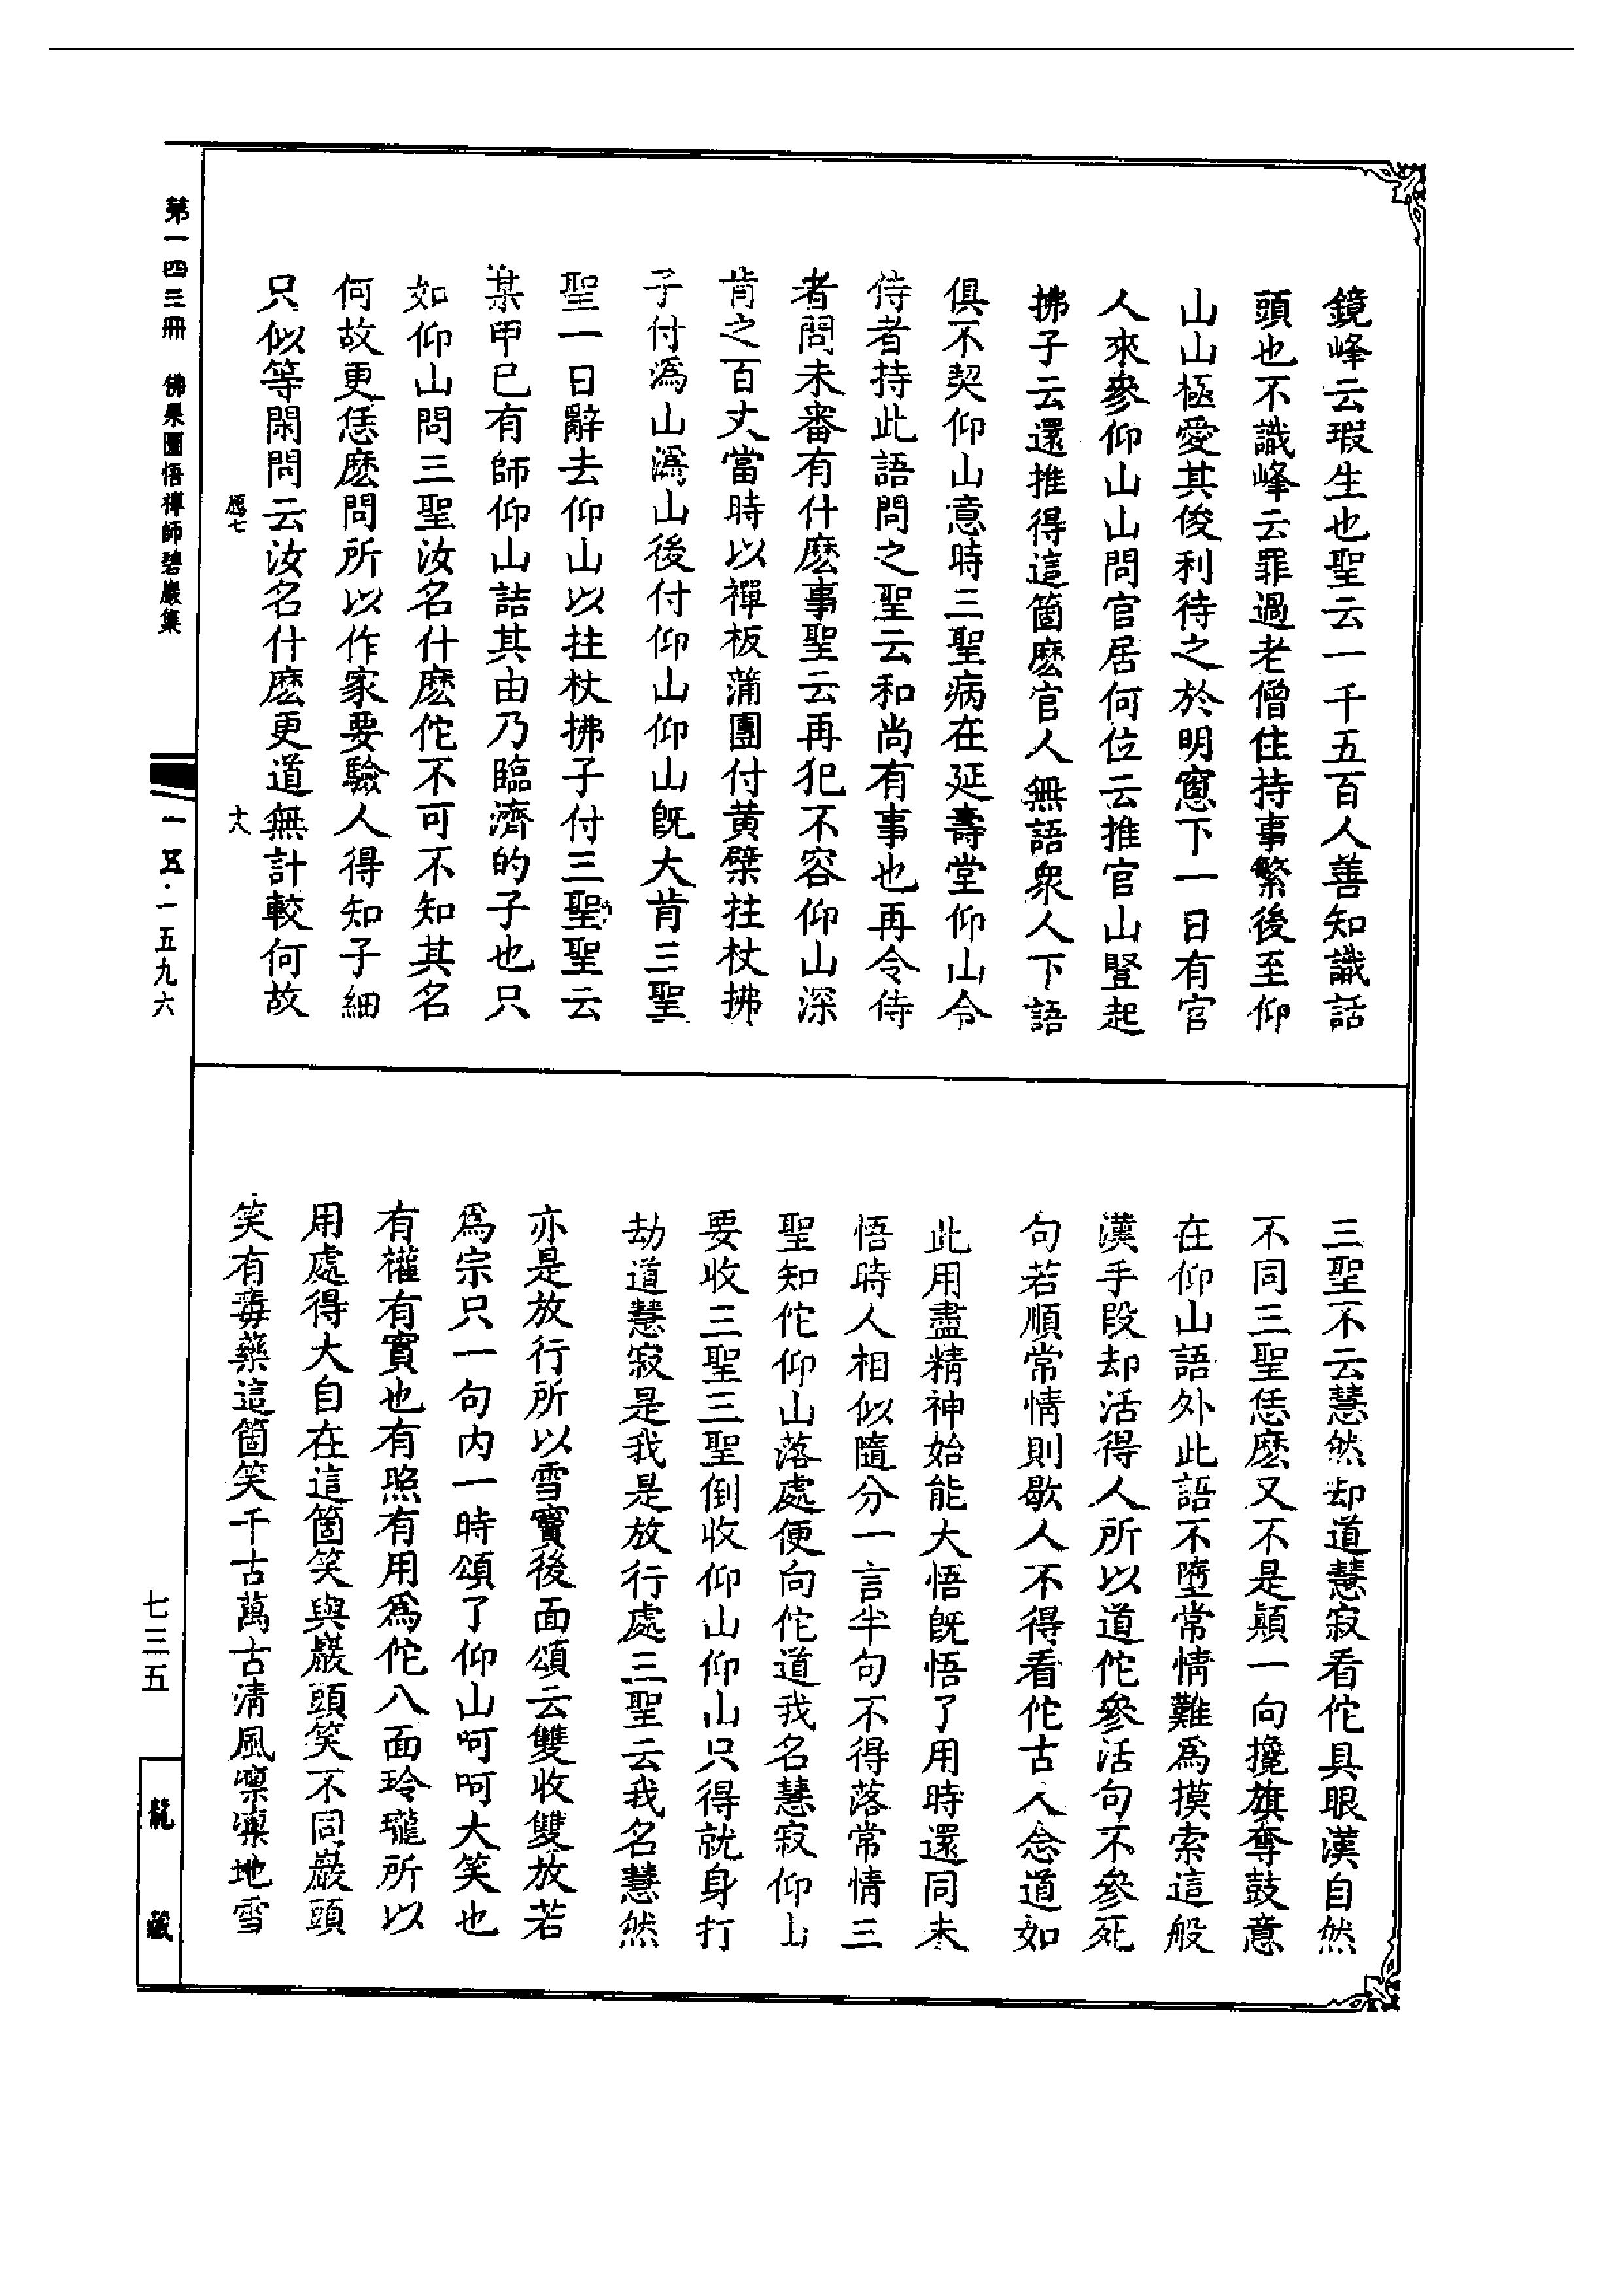 鏡峰云瑕生也聖云一千五百人善知識話
頭也不識峰云罪過老僧住持事繁後至仰
山山極愛其俊利待之於明窻下一日有官
人來參仰山山問官居何位云推官山豎起
拂子云還推得這箇麽官人無語衆人下語
俱不契仰山意時三聖病在延壽堂仰山令
侍者持此語問之聖云和尚有事也再令侍
者問未審有什麽事聖云再犯不容仰山深
肯之百丈當時以禪板蒲團付黄檗拄杖拂
子付溈山溈山後付仰山仰山旣大肯三聖
聖一日辭去仰山以拄杖拂子付三聖聖云
某甲已有師仰山詰其由乃臨濟的子也只
如仰山問三聖汝名什麽佗不可不知其名
何故更恁麽問所以作家要驗人得知子細
只似等閑問云汝名什麽更道無計較何故
三聖不云慧然却道慧寂看佗具眼漢自然
不同三聖恁麽又不是顛一向攙旗奪鼓意
在仰山語外此語不墮常情難爲摸索這般
漢手段却活得人所以道佗參活句不參死
句若順常情則歇人不得看佗古人念道如
此用盡精神始能大悟旣悟了用時還同未
悟時人相似隨分一言半句不得落常情三
聖知佗仰山落處便向佗道我名慧寂仰山
要收三聖三聖倒收仰山仰山只得就身打
劫道慧寂是我是放行處三聖云我名慧然
亦是放行所以雪竇後面頌云雙收雙放若
爲宗只一句内一時頌了仰山呵呵大笑也
有權有實也有照有用爲佗八面玲瓏所以
用處得大自在這箇笑與巖頭笑不同巖頭
笑有毒藥這箇笑千古萬古清風凛凛地雪
第一四三冊 佛果圜悟禪師碧巖集
一五·一五九六
七三五
龍藏